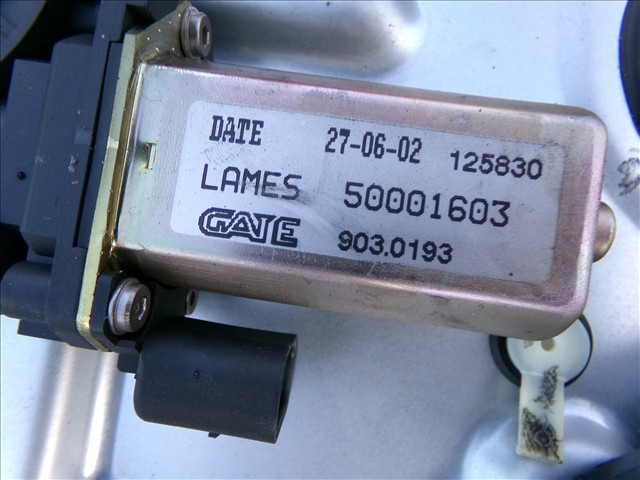 DATE 27-06-02 125830
LAMES 50001603
GATE 903.0193